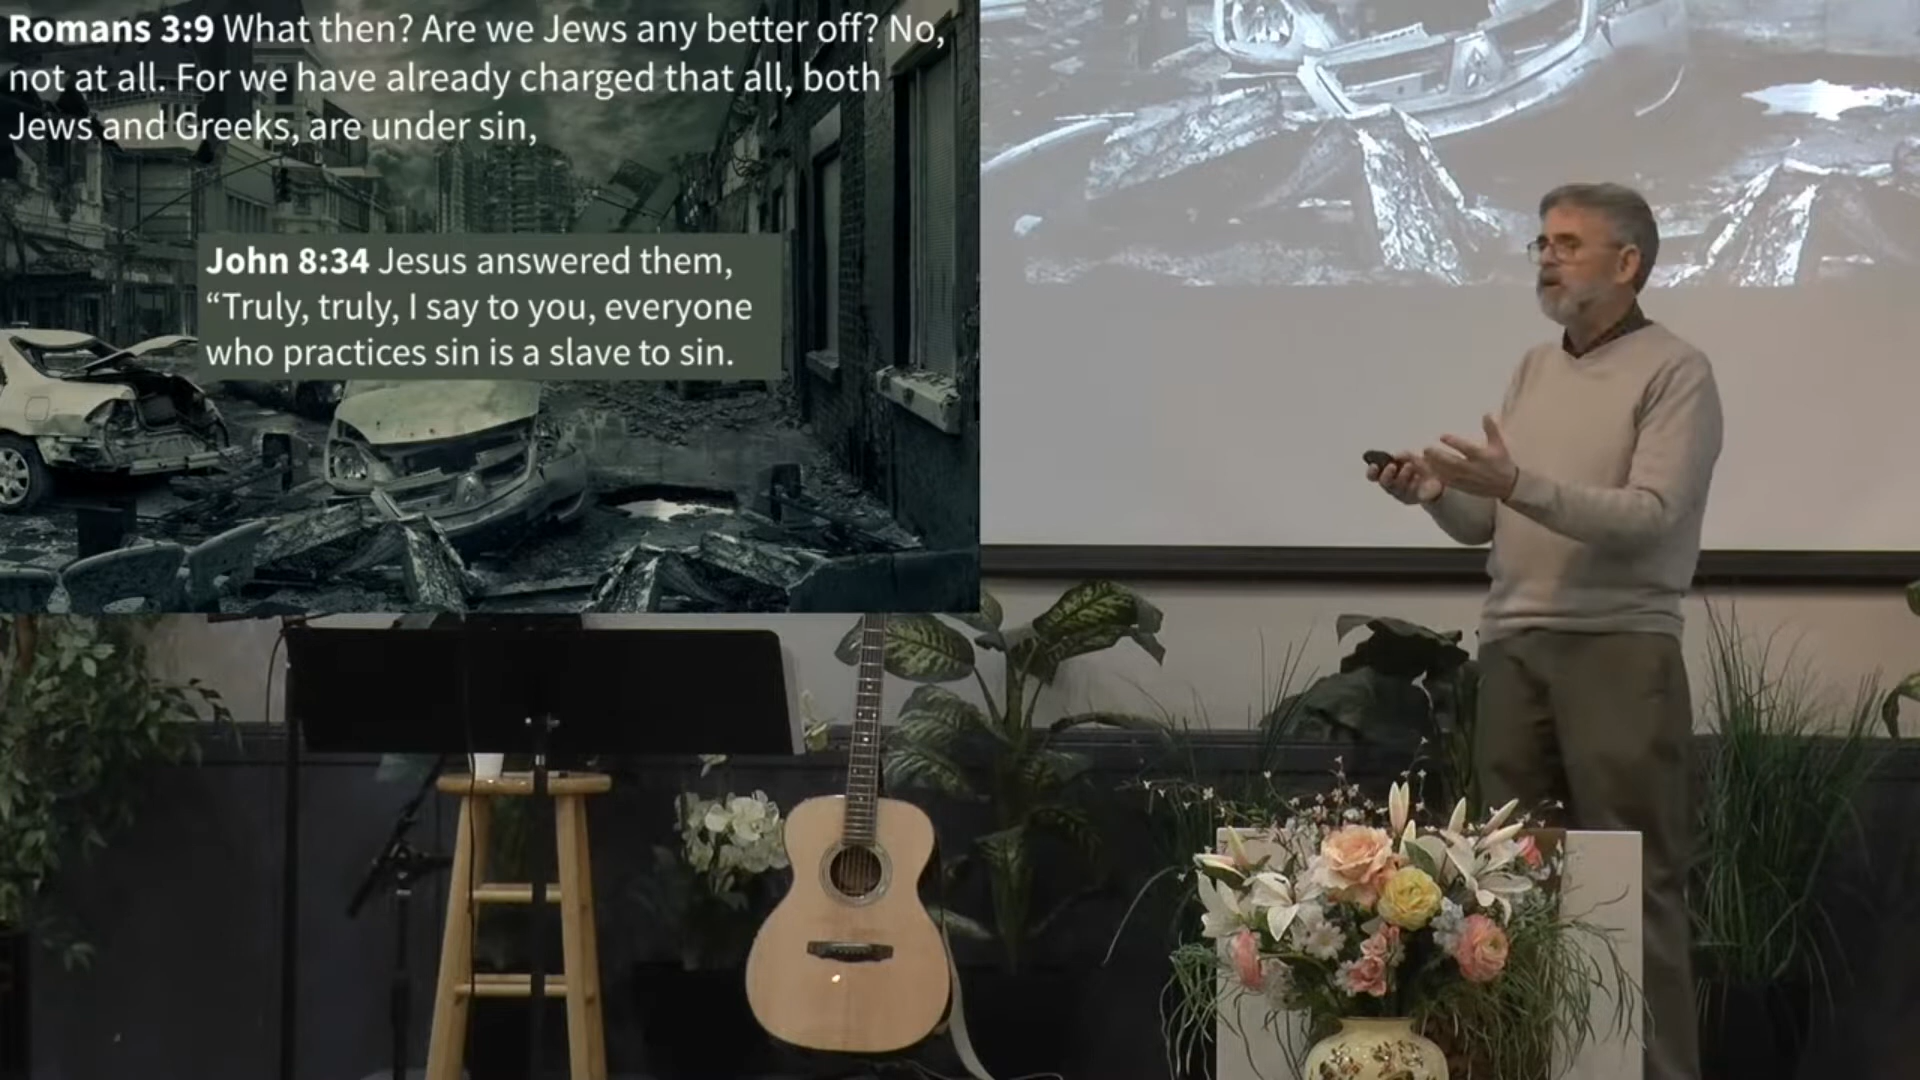 Romans 3:9 What then? Are we Jews any better off? No,
not at all. For we have already charged that all, both
Jews and Greeks, are under sin,
John 8:34 Jesus answered them,
“Truly, truly, I say to you, everyone
who practices sin is a slave to sin.